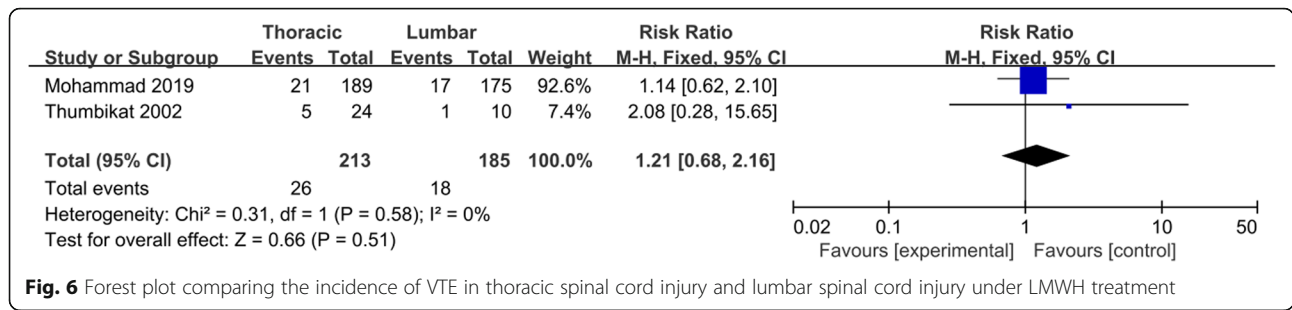 Thoracic Lumbar Risk Ratio Risk Ratio
Study or Subgroup Events Total Events Total Weight M-H, Fixed, 95% CI M-H, Fixed, 95% CI
Mohammad 2019 21 189 17 175 92.6% 1.14 [0.62, 2.10]
Thumbikat 2002 5 24 1 10 7.4% 2.08 [0.28, 15.65]
Total (95% CI) 213 185 100.0% 1.21 [0.68, 2.16]
Total events 26 18
Heterogeneity: Chi² = 0.31, df = 1 (P = 0.58); I² = 0%
Test for overall effect: Z = 0.66 (P = 0.51)
0.02 0.1 1 10 50
Favours [experimental] Favours [control]
Fig. 6 Forest plot comparing the incidence of VTE in thoracic spinal cord injury and lumbar spinal cord injury under LMWH treatment